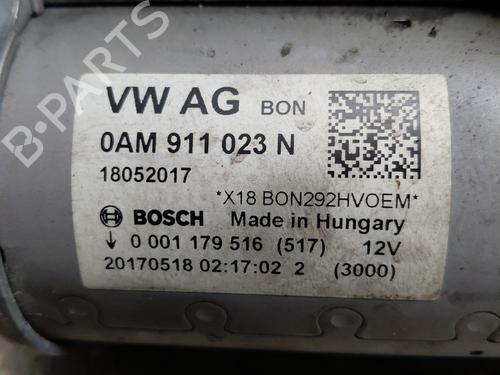 B-PARTS
VW AG BON
0AM 911 023 N
18052017
*X18 BON292HVOEM*
BOSCH Made in Hungary
↓ 0 001 179 516 (517) 12V
20170518 02:17:02 2 (3000)